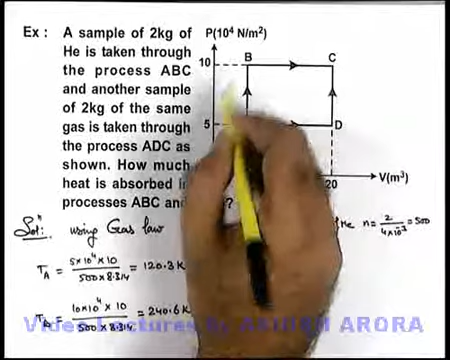 Ex : A sample of 2kg of
He is taken through
the process ABC
and another sample
of 2kg of the same
gas is taken through
the process ADC as
shown. How much
heat is absorbed
processes ABC and ?
P(10⁴ N/m²)
10
B
C
5
D
20
V(m³)
Solⁿ: using Gas law
He n = 2/4×10⁻³ = 500
T_A = 5×10⁴×10/500×8.314 = 120.3 K
T_B = 10×10⁴×10/500×8.314 = 240.6 K
Video Lectures by ASHISH ARORA